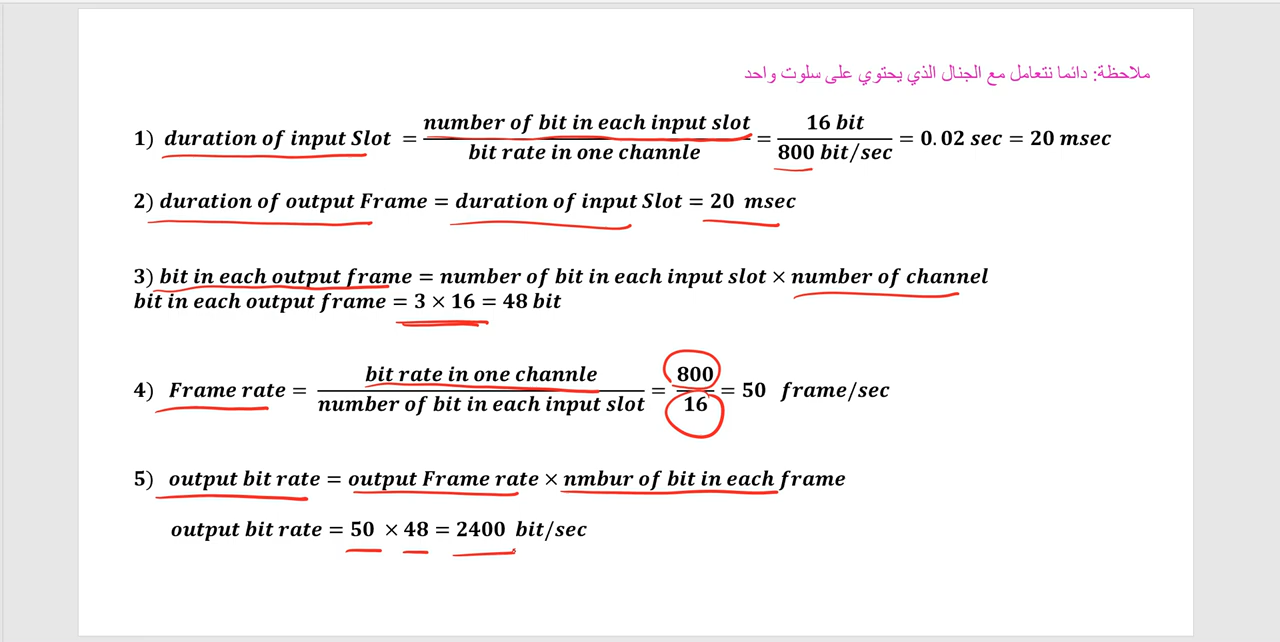 ملاحظة: دائما نتعامل مع الجنال الذي يحتوي على سلوت واحد
1) duration of input Slot = number of bit in each input slot / bit rate in one channle = 16 bit / 800 bit/sec = 0.02 sec = 20 msec
2) duration of output Frame = duration of input Slot = 20 msec
3) bit in each output frame = number of bit in each input slot × number of channel
bit in each output frame = 3 × 16 = 48 bit
4) Frame rate = bit rate in one channle / number of bit in each input slot = 800 / 16 = 50 frame/sec
5) output bit rate = output Frame rate × nmbur of bit in each frame
output bit rate = 50 × 48 = 2400 bit/sec